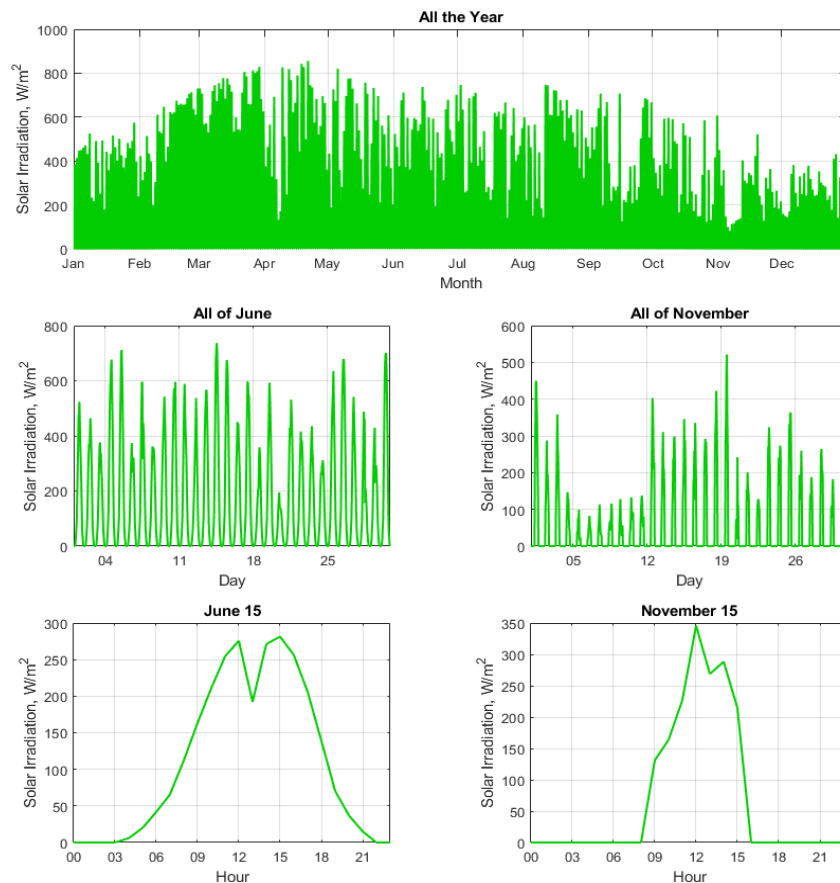 All the Year
Solar Irradiation, W/m²
1000
800
600
400
200
0
Jan Feb Mar Apr May Jun Jul Aug Sep Oct Nov Dec
Month
All of June
Solar Irradiation, W/m²
800
600
400
200
0
04 11 18 25
Day
All of November
Solar Irradiation, W/m²
600
500
400
300
200
100
0
05 12 19 26
Day
June 15
Solar Irradiation, W/m²
300
250
200
150
100
50
0
00 03 06 09 12 15 18 21
Hour
November 15
Solar Irradiation, W/m²
350
300
250
200
150
100
50
0
00 03 06 09 12 15 18 21
Hour